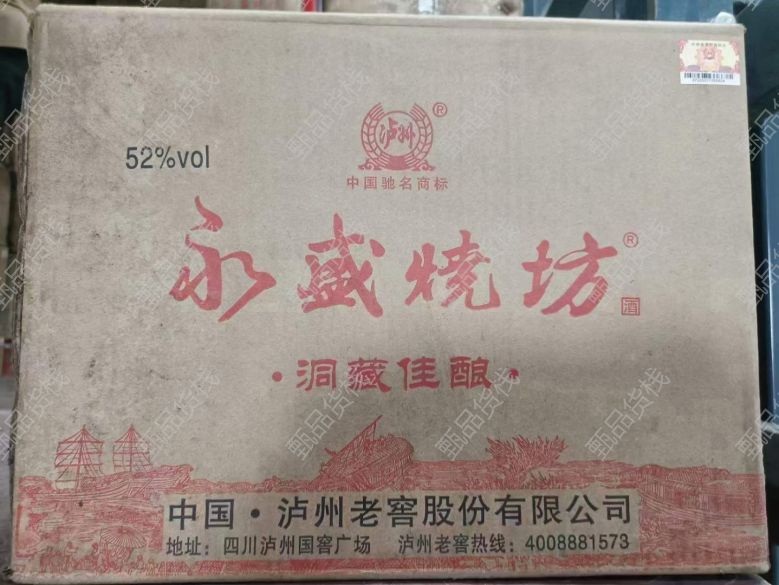 泸州
®
中国驰名商标
52%vol
永盛烧坊®
酒
·洞藏佳酿·
中国·泸州老窖股份有限公司
地址：四川泸州国窖广场 泸州老窖热线：4008881573
甄品货栈